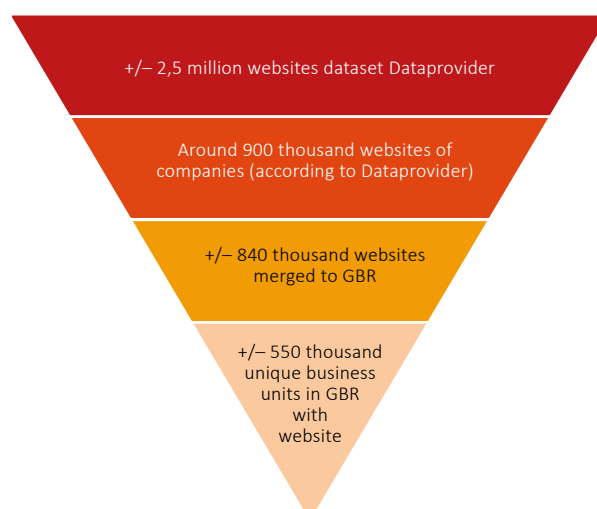 +/– 2,5 million websites dataset Dataprovider
Around 900 thousand websites of
companies (according to Dataprovider)
+/– 840 thousand websites
merged to GBR
+/– 550 thousand
unique business
units in GBR
with
website